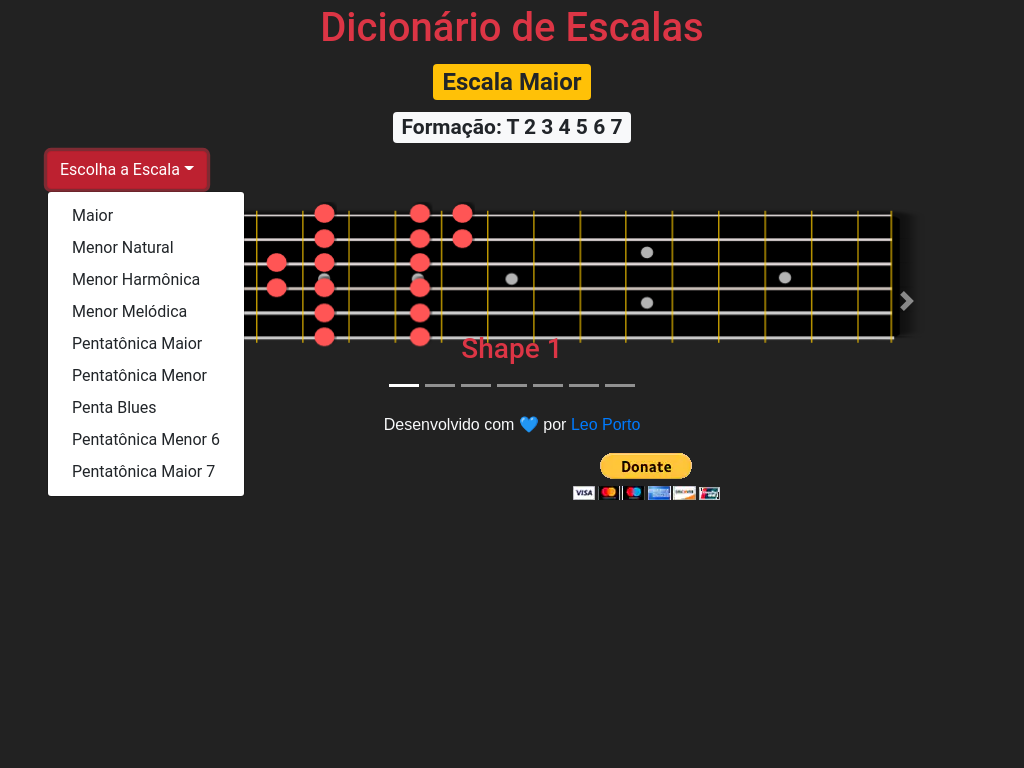 Dicionário de Escalas
Escala Maior
Formação: T 2 3 4 5 6 7
Escolha a Escala
Maior
Menor Natural
Menor Harmônica
Menor Melódica
Pentatônica Maior
Pentatônica Menor
Penta Blues
Pentatônica Menor 6
Pentatônica Maior 7
Shape 1
Desenvolvido com 💙 por Leo Porto
Donate
VISA